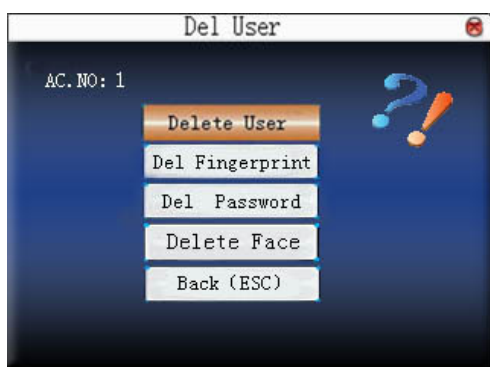 Del User
AC.NO: 1
Delete User
Del Fingerprint
Del Password
Delete Face
Back (ESC)